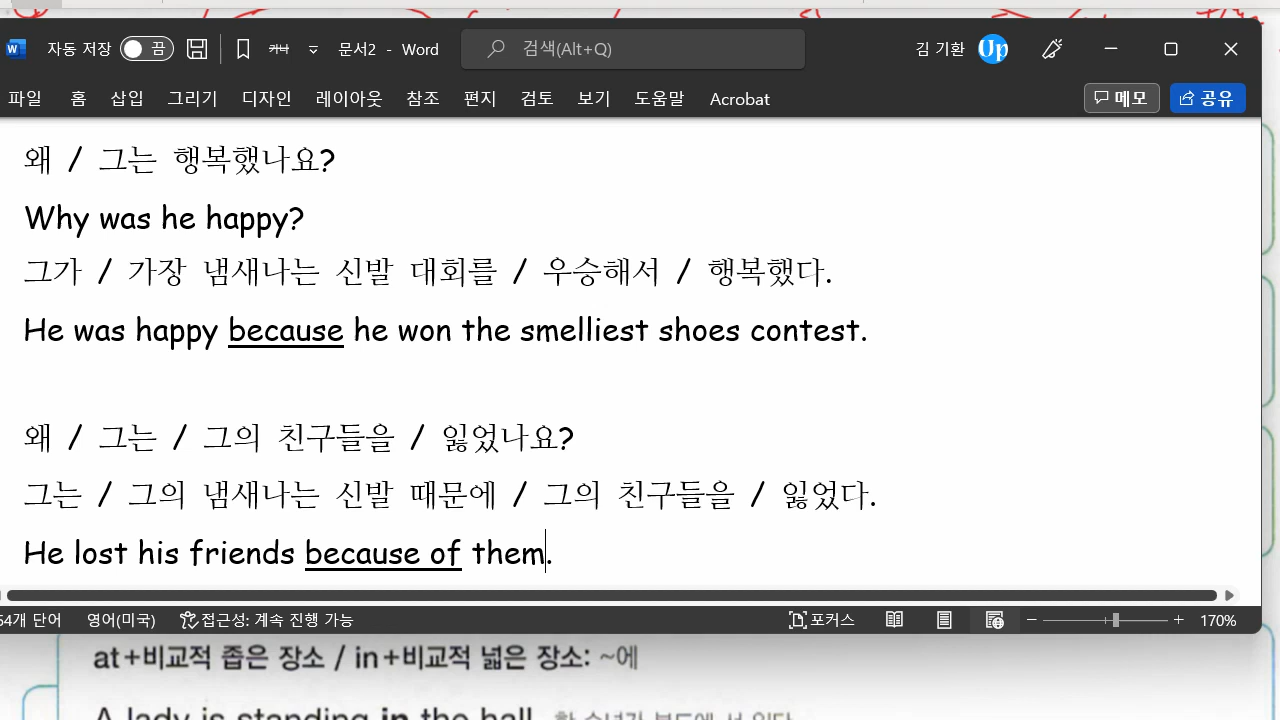 자동 저장 끔 문서2 - Word 검색(Alt+Q) 김 기환 Up
파일 홈 삽입 그리기 디자인 레이아웃 참조 편지 검토 보기 도움말 Acrobat 메모 공유
왜 / 그는 행복했나요?
Why was he happy?
그가 / 가장 냄새나는 신발 대회를 / 우승해서 / 행복했다.
He was happy because he won the smelliest shoes contest.
왜 / 그는 / 그의 친구들을 / 잃었나요?
그는 / 그의 냄새나는 신발 때문에 / 그의 친구들을 / 잃었다.
He lost his friends because of them.
54개 단어 영어(미국) 접근성: 계속 진행 가능 포커스 170%
at+비교적 좁은 장소 / in+비교적 넓은 장소: ~에
A lady is standing in the hall.